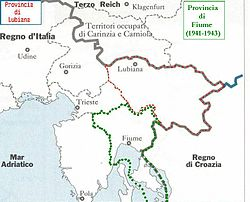 Provincia
di
Lubiana
Terzo Reich
Klagenfurt
Territori occupati
di Carinzia e Carniola
Provincia
di
Fiume
(1941-1943)
Regno d'Italia
Udine
Gorizia
Lubiana
Trieste
Fiume
Mar
Adriatico
Regno
di Croazia
Pola